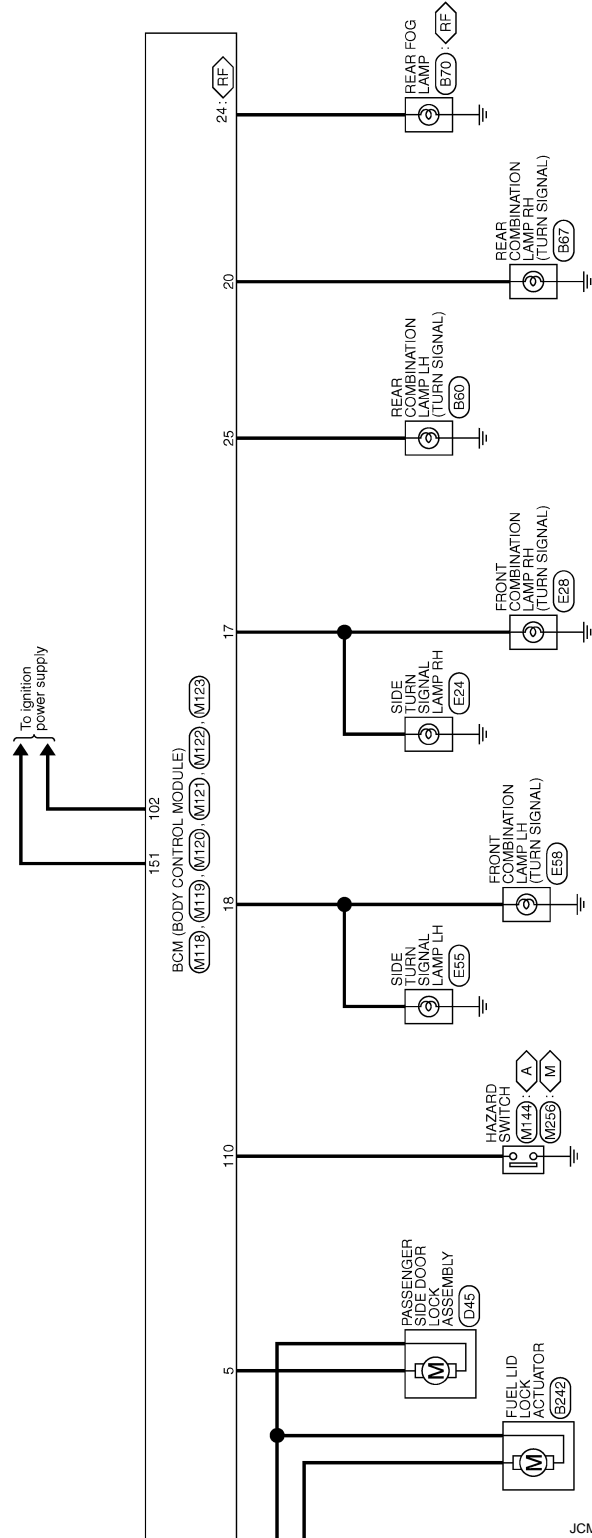 To ignition
power supply
151
102
BCM (BODY CONTROL MODULE)
M118 , M119 , M120 , M121 , M122 , M123
5
110
18
17
25
20
24 : RF
FUEL LID
LOCK
ACTUATOR
B242
PASSENGER
SIDE DOOR
LOCK
ASSEMBLY
D45
M
M
HAZARD
SWITCH
M144 : A
M256 : M
SIDE
TURN
SIGNAL
LAMP LH
E55
FRONT
COMBINATION
LAMP LH
(TURN SIGNAL)
E58
SIDE
TURN
SIGNAL
LAMP RH
E24
FRONT
COMBINATION
LAMP RH
(TURN SIGNAL)
E28
REAR
COMBINATION
LAMP LH
(TURN SIGNAL)
B60
REAR
COMBINATION
LAMP RH
(TURN SIGNAL)
B67
REAR FOG
LAMP
B70 : RF
JCM